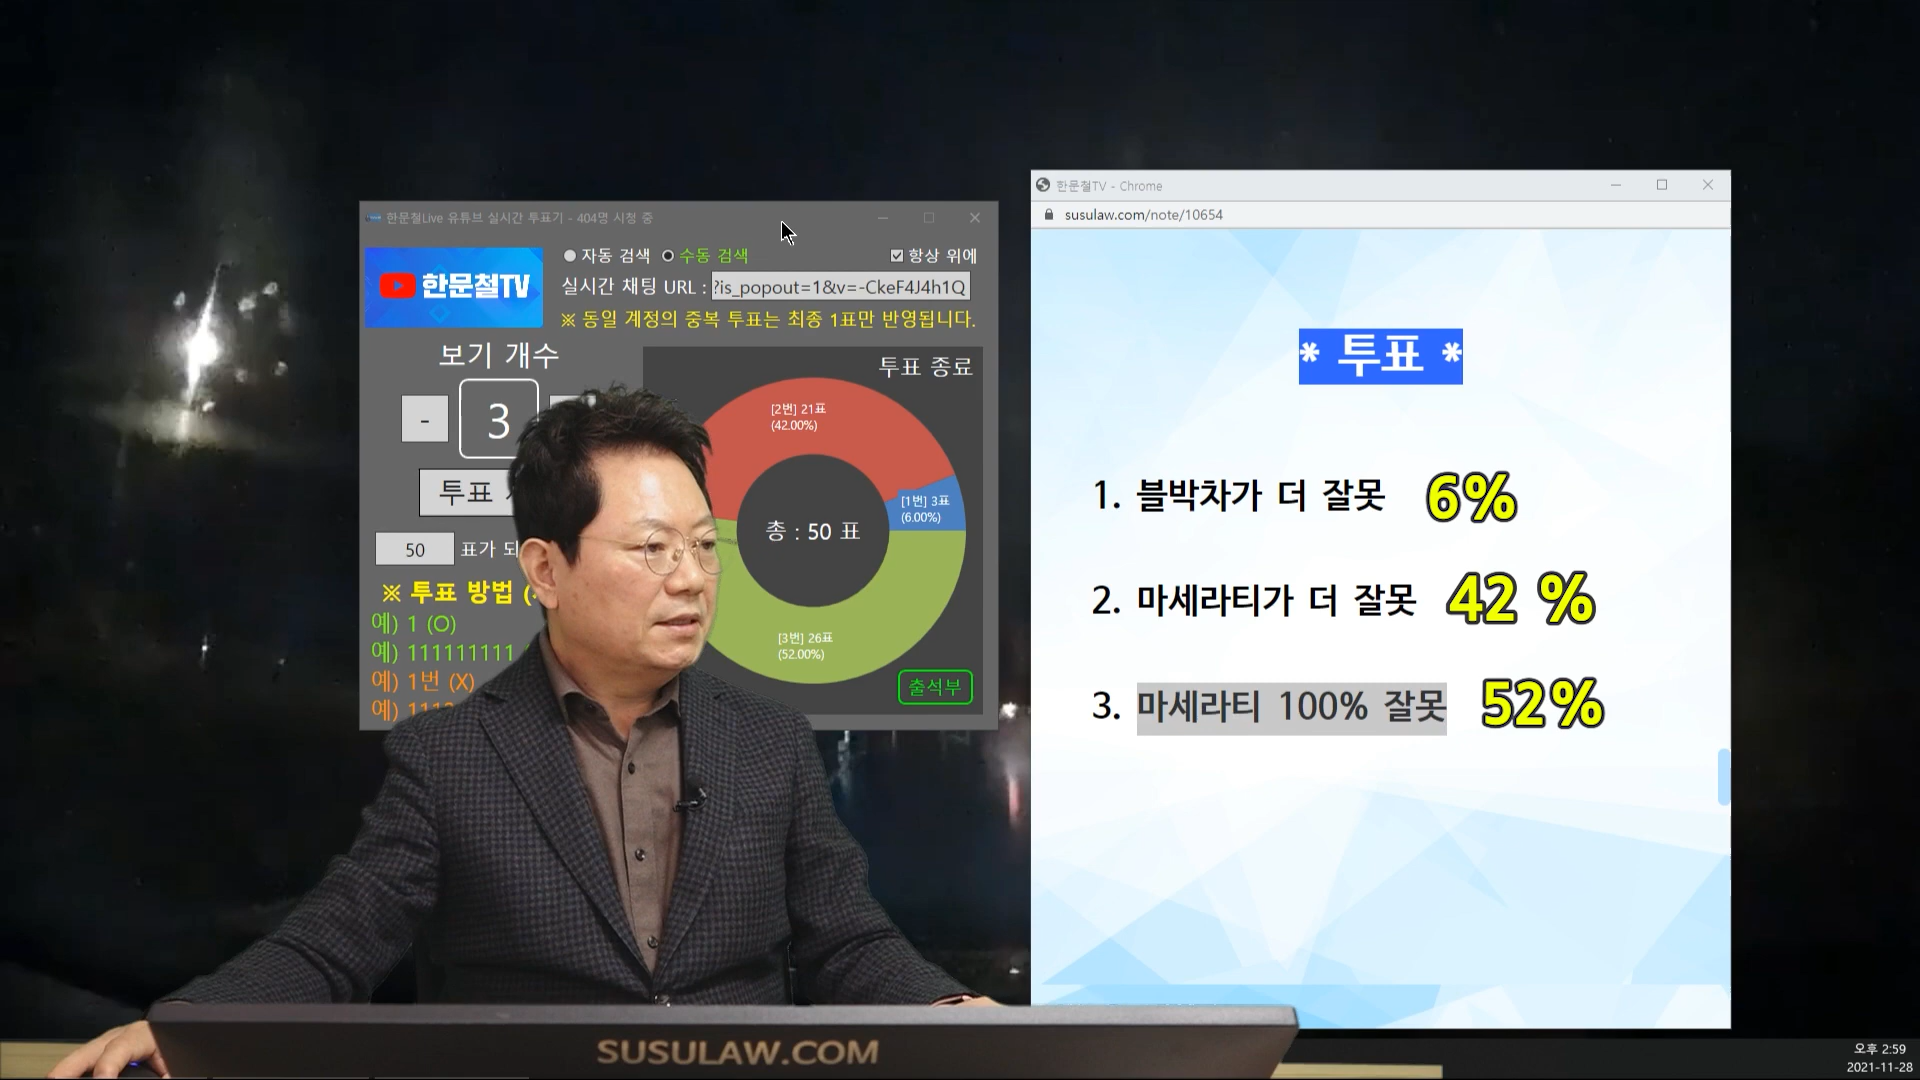 한문철Live 유튜브 실시간 투표기 - 404명 시청 중
한문철TV
자동 검색 수동 검색 항상 위에
실시간 채팅 URL : ?is_popout=1&v=-CkeF4J4h1Q
※ 동일 계정의 중복 투표는 최종 1표만 반영됩니다.
보기 개수
- 3
투표
50 표가 되
※ 투표 방법 (
예) 1 (O)
예) 111111111
예) 1번 (X)
예)
투표 종료
[2번] 21표
(42.00%)
[1번] 3표
(6.00%)
총 : 50 표
[3번] 26표
(52.00%)
출석부
한문철TV - Chrome
susulaw.com/note/10654
* 투표 *
1. 블박차가 더 잘못 6%
2. 마세라티가 더 잘못 42 %
3. 마세라티 100% 잘못 52%
SUSULAW.COM
오후 2:59
2021-11-28